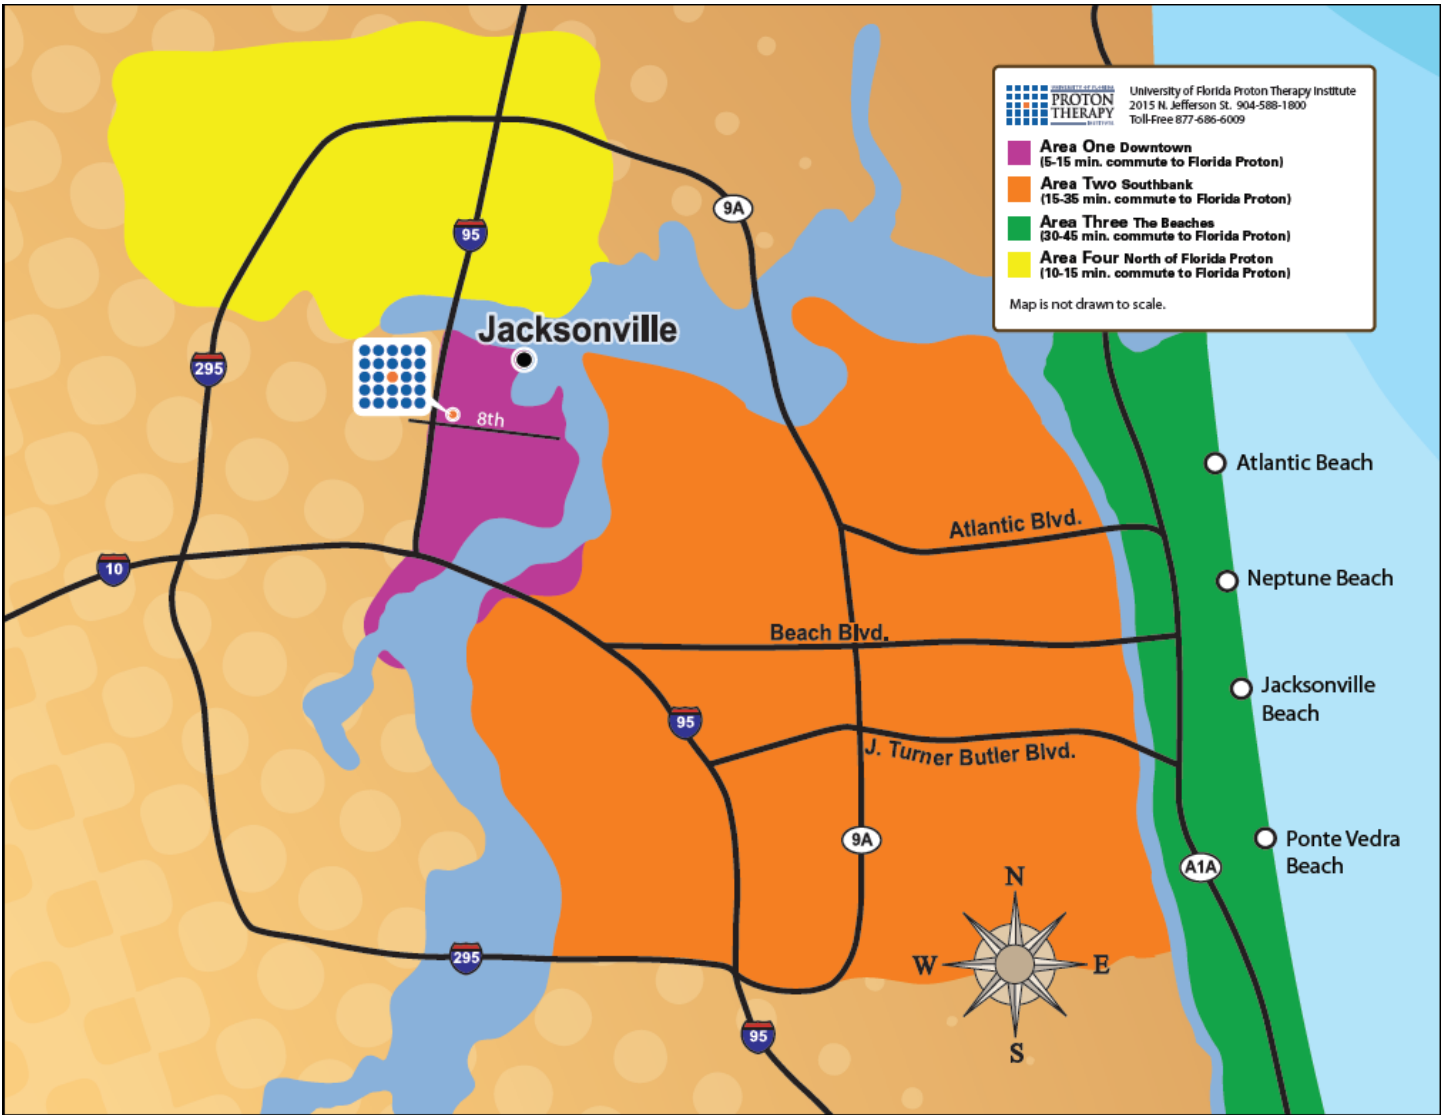 UNIVERSITY OF FLORIDA
PROTON
THERAPY
INSTITUTE
University of Florida Proton Therapy Institute
2015 N. Jefferson St. 904-588-1800
Toll-Free 877-686-6009
Area One Downtown
(5-15 min. commute to Florida Proton)
Area Two Southbank
(15-35 min. commute to Florida Proton)
Area Three The Beaches
(30-45 min. commute to Florida Proton)
Area Four North of Florida Proton
(10-15 min. commute to Florida Proton)
Map is not drawn to scale.
9A
95
Jacksonville
295
8th
Atlantic Beach
Atlantic Blvd.
10
Neptune Beach
Beach Blvd.
Jacksonville
Beach
95
J. Turner Butler Blvd.
9A
Ponte Vedra
Beach
A1A
N
W
E
S
295
95